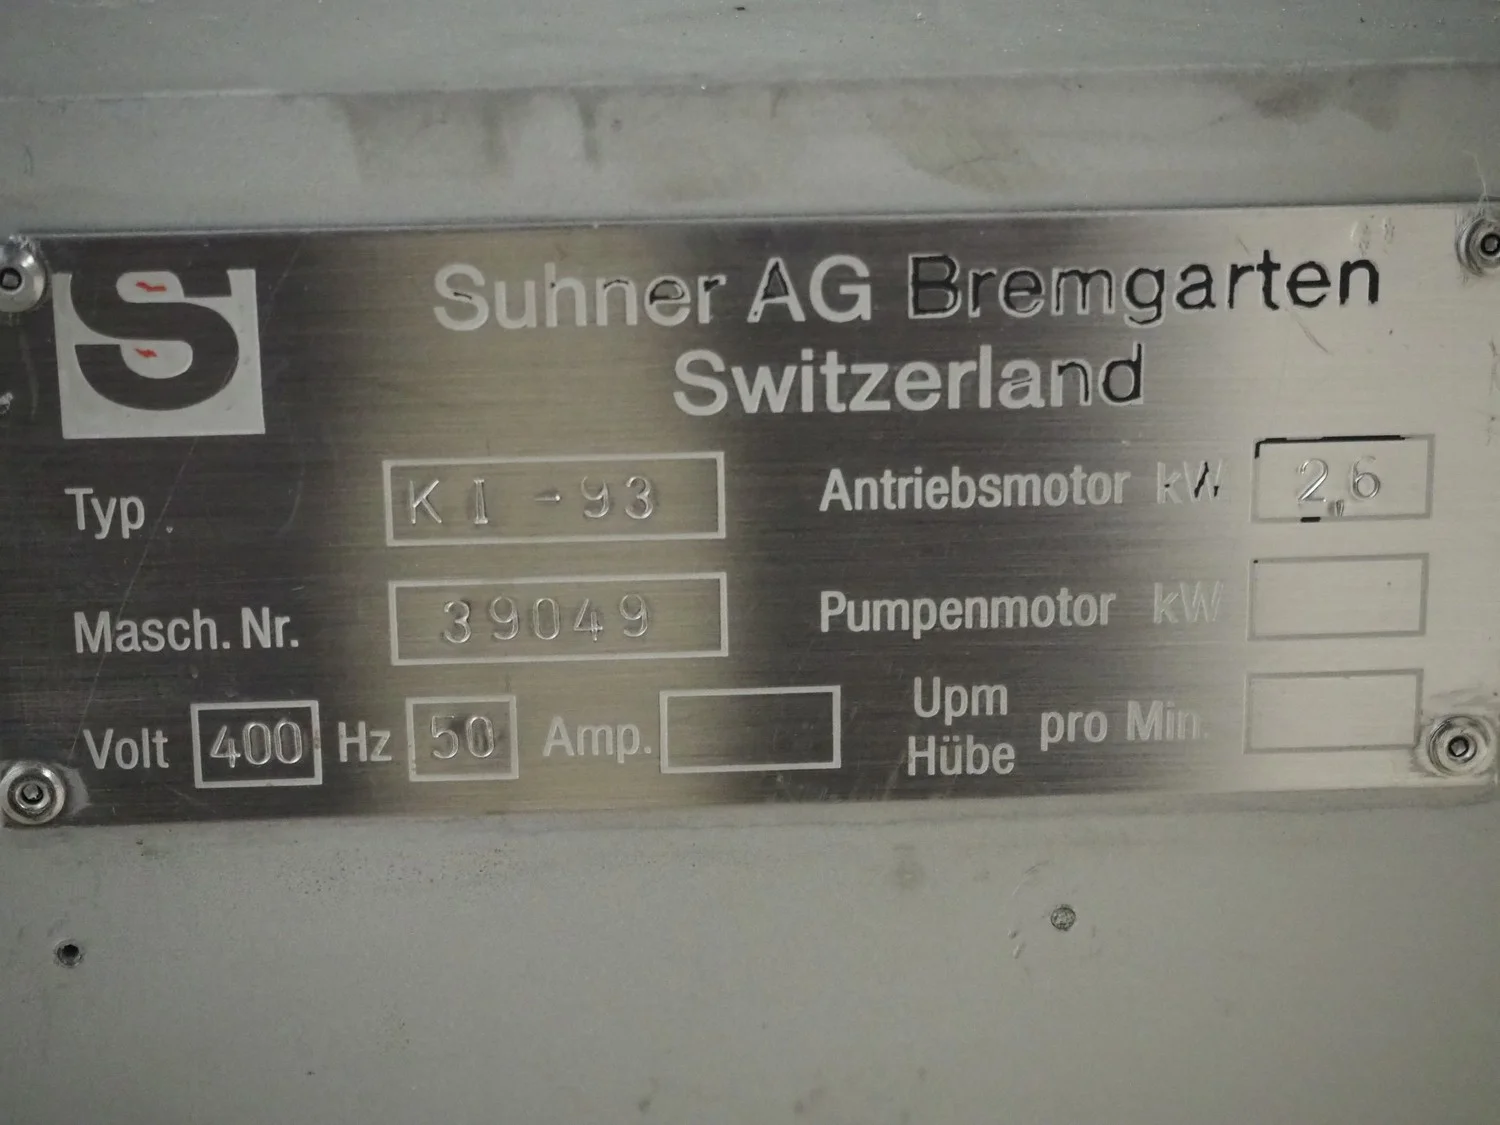 S
Suhner AG Bremgarten
Switzerland
Typ. KI-93
Antriebsmotor kW 2,6
Masch. Nr. 39049
Pumpenmotor kW
Volt 400 Hz 50 Amp.
Upm
Hübe
pro Min.